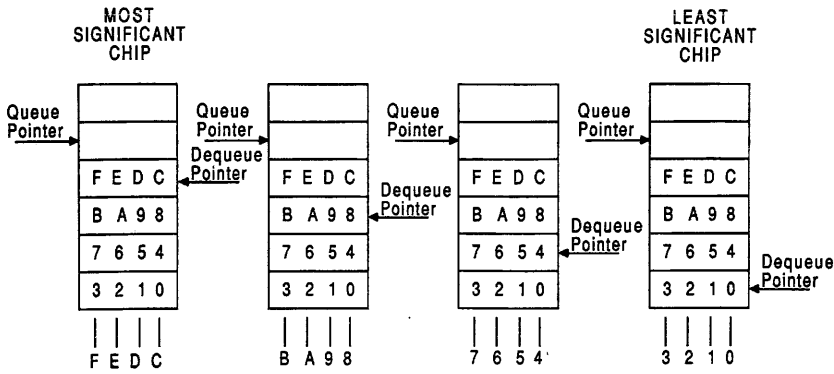 MOST
SIGNIFICANT
CHIP
LEAST
SIGNIFICANT
CHIP
Queue
Pointer
Queue
Pointer
Queue
Pointer
Queue
Pointer
Dequeue
Pointer
Dequeue
Pointer
Dequeue
Pointer
Dequeue
Pointer
F E D C
B A 9 8
7 6 5 4
3 2 1 0
F E D C
F E D C
B A 9 8
7 6 5 4
3 2 1 0
B A 9 8
F E D C
B A 9 8
7 6 5 4
3 2 1 0
7 6 5 4
F E D C
B A 9 8
7 6 5 4
3 2 1 0
3 2 1 0